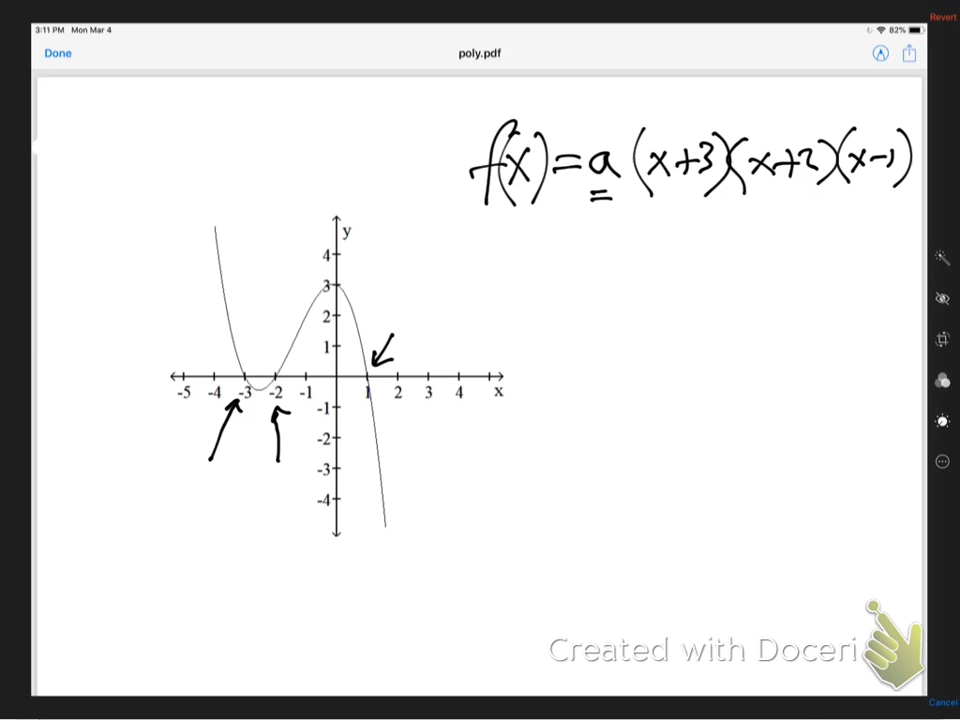 Revert
3:11 PM Mon Mar 4
82%
Done
poly.pdf
f(x) = a (x+3)(x+2)(x-1)
y
4
3
2
1
-5 -4 -3 -2 -1 1 2 3 4 x
-1
-2
-3
-4
Created with Doceri
Cancel